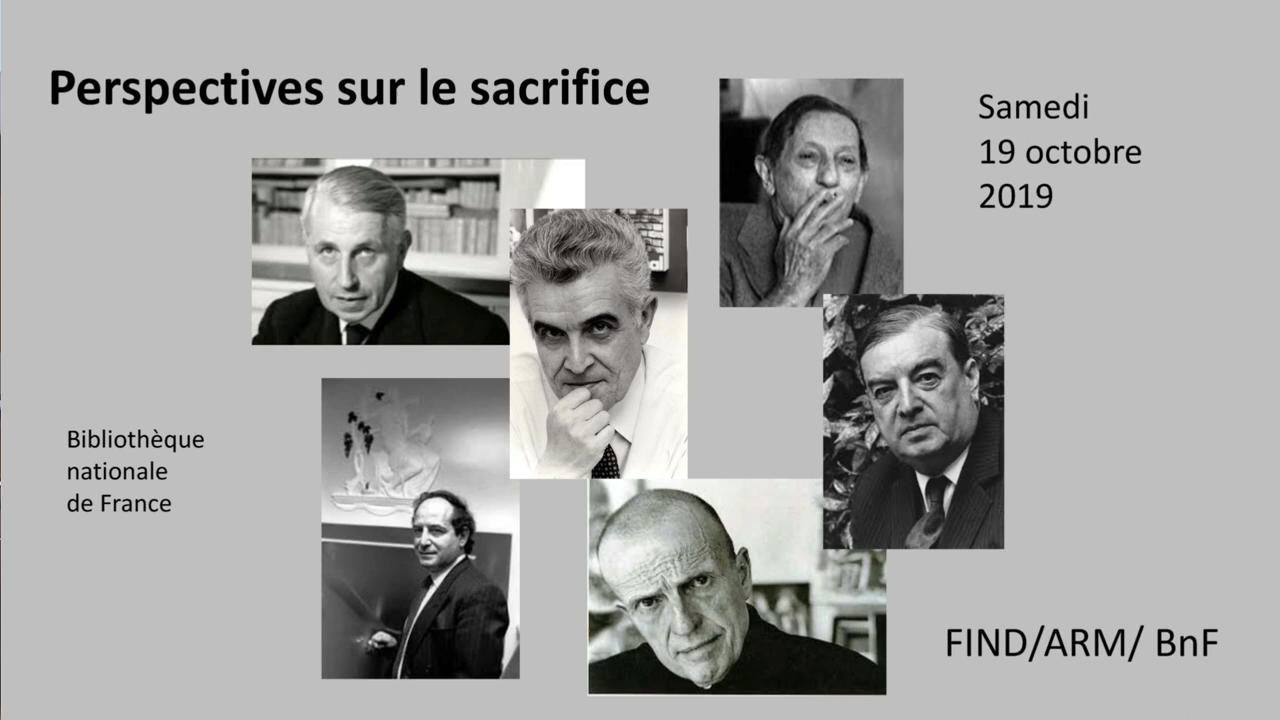 Perspectives sur le sacrifice
Samedi
19 octobre
2019
Bibliothèque
nationale
de France
FIND/ARM/ BnF